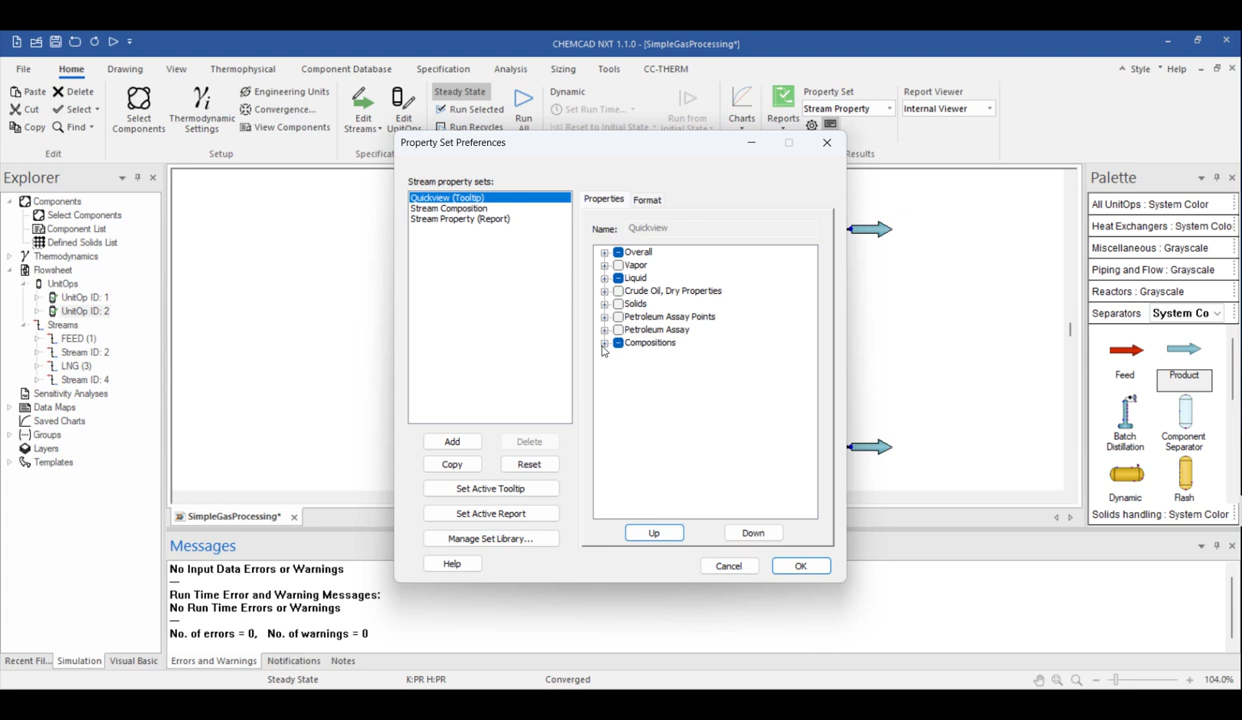 CHEMCAD NXT 1.1.0 - [SimpleGasProcessing*]
File Home Drawing View Thermophysical Component Database Specification Analysis Sizing Tools CC-THERM Style Help
Paste Delete
Cut Select
Copy Find
Edit
Select Components
Thermodynamic Settings
Engineering Units
Convergence...
View Components
Setup
Edit Streams
Edit UnitOps
Steady State
Run Selected
Run Recycles
Run All
Dynamic
Set Run Time...
Reset to Initial State
Run from
Charts
Reports
Property Set
Stream Property
Report Viewer
Internal Viewer
Results
Explorer
Components
Select Components
Component List
Defined Solids List
Thermodynamics
Flowsheet
UnitOps
UnitOp ID: 1
UnitOp ID: 2
Streams
FEED (1)
Stream ID: 2
LNG (3)
Stream ID: 4
Sensitivity Analyses
Data Maps
Saved Charts
Groups
Layers
Templates
Recent Fil... Simulation Visual Basic
Property Set Preferences
Stream property sets:
Quickview (Tooltip)
Stream Composition
Stream Property (Report)
Add Delete
Copy Reset
Set Active Tooltip
Set Active Report
Manage Set Library...
Help
Properties Format
Name: Quickview
Overall
Vapor
Liquid
Crude Oil, Dry Properties
Solids
Petroleum Assay Points
Petroleum Assay
Compositions
Up Down
Cancel OK
Palette
All UnitOps : System Color
Heat Exchangers : System Colo
Miscellaneous : Grayscale
Piping and Flow : Grayscale
Reactors : Grayscale
Separators System Co
Feed Product
Batch Distillation
Component Separator
Dynamic Flash
Solids handling : System Color
SimpleGasProcessing*
Messages
No Input Data Errors or Warnings
---
Run Time Error and Warning Messages:
No Run Time Errors or Warnings
---
No. of errors = 0, No. of warnings = 0
Errors and Warnings Notifications Notes
Steady State K:PR H:PR Converged 104.0%